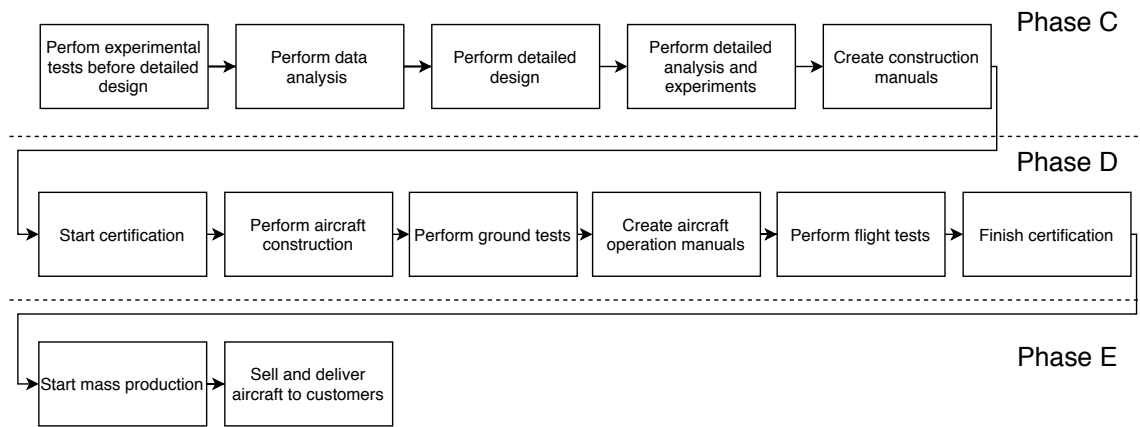 Phase C
Perfom experimental
tests before detailed
design
Perform data
analysis
Perform detailed
design
Perform detailed
analysis and
experiments
Create construction
manuals
Phase D
Start certification
Perform aircraft
construction
Perform ground tests
Create aircraft
operation manuals
Perform flight tests
Finish certification
Phase E
Start mass production
Sell and deliver
aircraft to customers